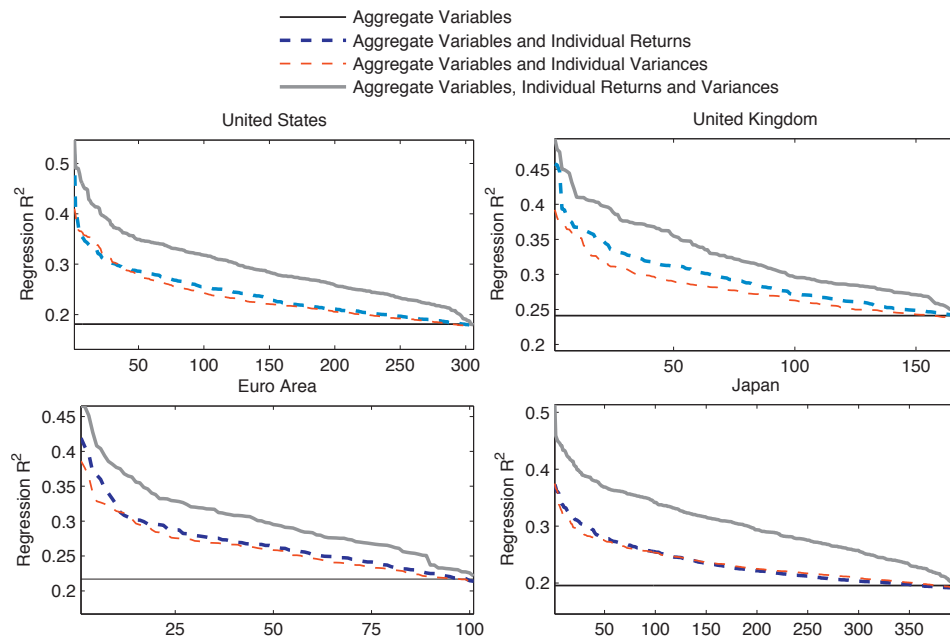 Aggregate Variables
Aggregate Variables and Individual Returns
Aggregate Variables and Individual Variances
Aggregate Variables, Individual Returns and Variances
United States
United Kingdom
Regression R²
0.5
0.4
0.3
0.2
50 100 150 200 250 300
Regression R²
0.45
0.4
0.35
0.3
0.25
0.2
50 100 150
Euro Area
Japan
Regression R²
0.45
0.4
0.35
0.3
0.25
0.2
25 50 75 100
Regression R²
0.5
0.4
0.3
0.2
50 100 150 200 250 300 350